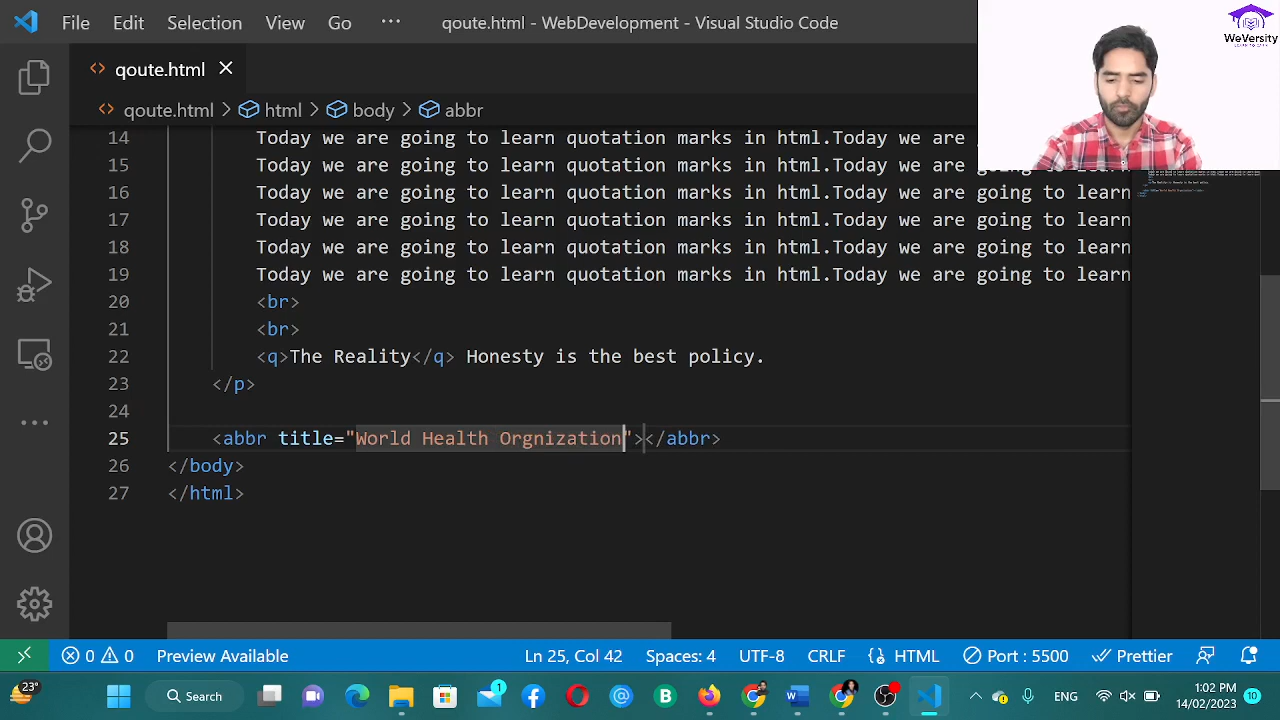 File Edit Selection View Go ··· qoute.html - WebDevelopment - Visual Studio Code
WeVersity
LEARN TO EARN
qoute.html
qoute.html > html > body > abbr
14 Today we are going to learn quotation marks in html.Today we are
15 Today we are going to learn quotation marks in html.Today we are
16 Today we are going to learn quotation marks in html.Today we are going to learn
17 Today we are going to learn quotation marks in html.Today we are going to learn
18 Today we are going to learn quotation marks in html.Today we are going to learn
19 Today we are going to learn quotation marks in html.Today we are going to learn
20 <br>
21 <br>
22 <q>The Reality</q> Honesty is the best policy.
23 </p>
24
25 <abbr title="World Health Orgnization"></abbr>
26 </body>
27 </html>
0 0 Preview Available Ln 25, Col 42 Spaces: 4 UTF-8 CRLF {} HTML Port : 5500 Prettier
23° Search 1 ENG 1:02 PM
14/02/2023 10